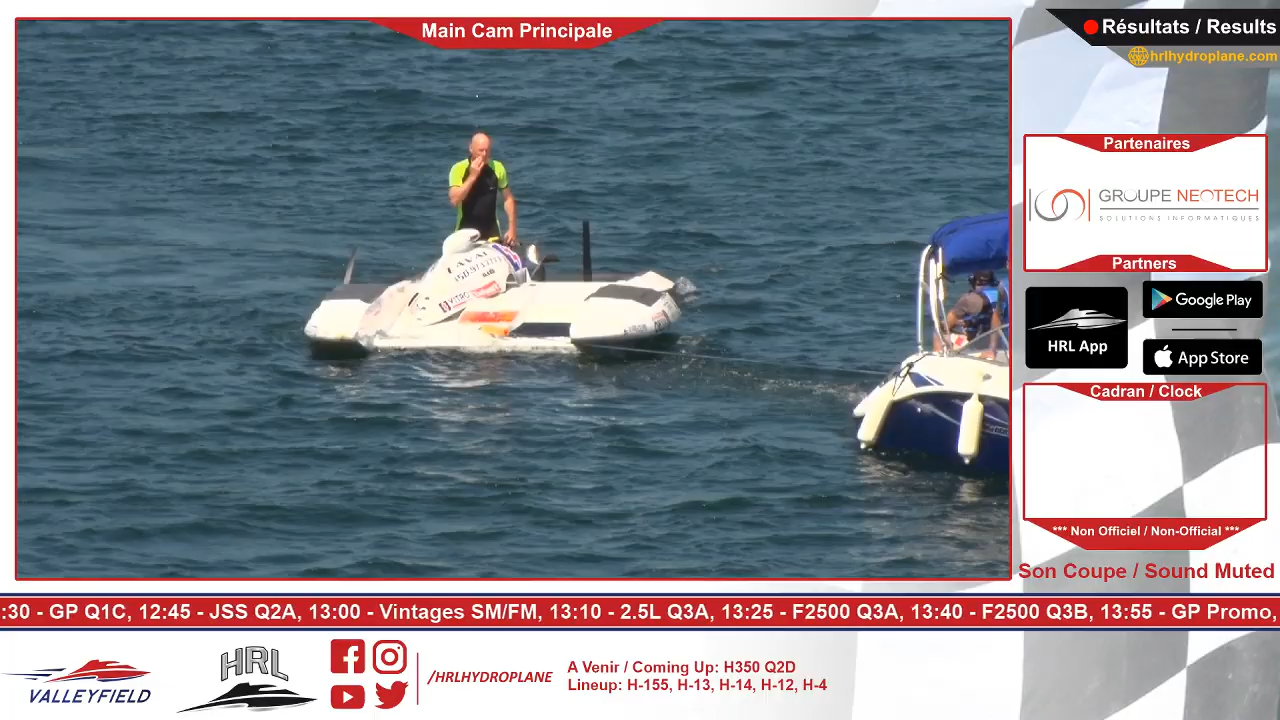 Main Cam Principale
Résultats / Results
hrlhydroplane.com
Partenaires
GROUPE NEOTECH
SOLUTIONS INFORMATIQUES
Partners
HRL App
Google Play
App Store
Cadran / Clock
*** Non Officiel / Non-Official ***
Son Coupe / Sound Muted
LAVAL
VITRO
:30 - GP Q1C, 12:45 - JSS Q2A, 13:00 - Vintages SM/FM, 13:10 - 2.5L Q3A, 13:25 - F2500 Q3A, 13:40 - F2500 Q3B, 13:55 - GP Promo,
VALLEYFIELD
HRL
/HRLHYDROPLANE
A Venir / Coming Up: H350 Q2D
Lineup: H-155, H-13, H-14, H-12, H-4